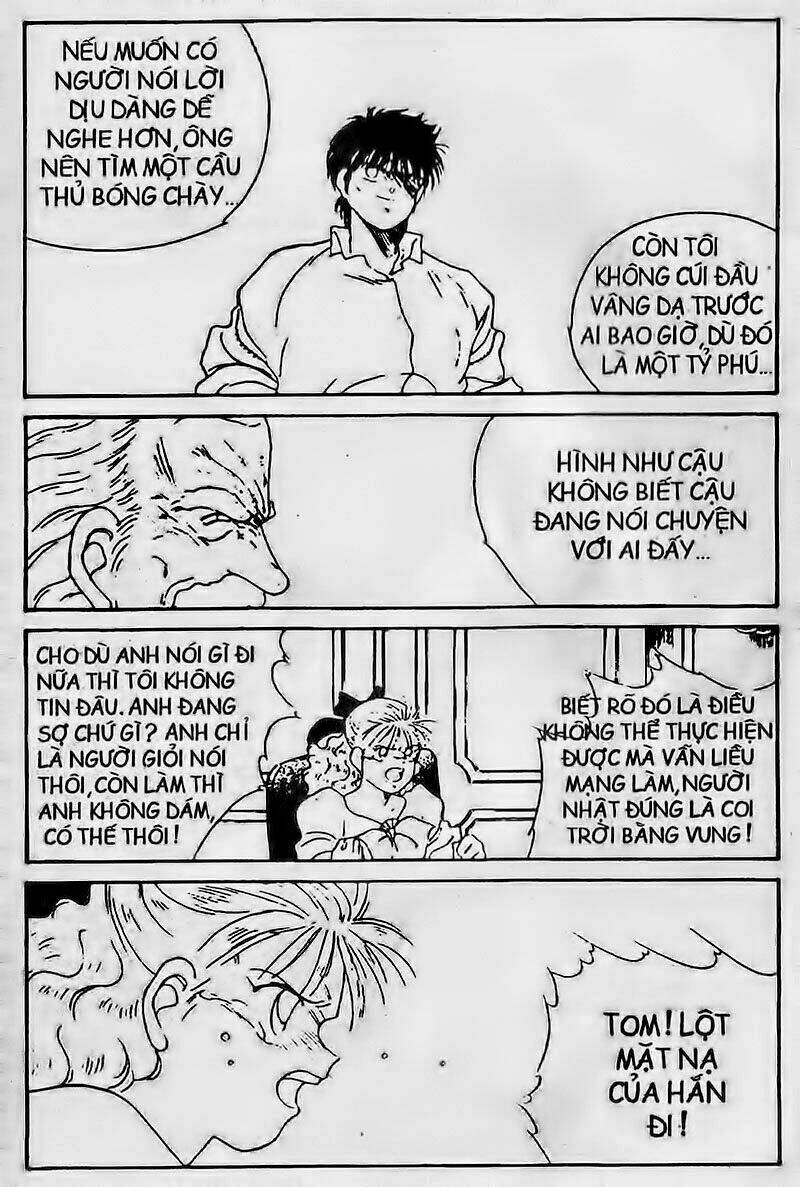 NẾU MUỐN CÓ
NGƯỜI NÓI LỜI
DỊU DÀNG DỄ
NGHE HƠN, ÔNG
NÊN TÌM MỘT CẦU
THỦ BÓNG CHÀY...
CÒN TÔI
KHÔNG CÚI ĐẦU
VÂNG DẠ TRƯỚC
AI BAO GIỜ, DÙ ĐÓ
LÀ MỘT TỶ PHÚ...
HÌNH NHƯ CẬU
KHÔNG BIẾT CẬU
ĐANG NÓI CHUYỆN
VỚI AI ĐẤY...
CHO DÙ ANH NÓI GÌ ĐI
NỮA THÌ TÔI KHÔNG
TIN ĐÂU. ANH ĐANG
SỢ CHỨ GÌ? ANH CHỈ
LÀ NGƯỜI GIỎI NÓI
THÔI, CÒN LÀM THÌ
ANH KHÔNG DÁM,
CÓ THẾ THÔI!
BIẾT RÕ ĐÓ LÀ ĐIỀU
KHÔNG THỂ THỰC HIỆN
ĐƯỢC MÀ VẪN LIỀU
MẠNG LÀM, NGƯỜI
NHẬT ĐÚNG LÀ COI
TRỜI BẰNG VUNG!
TOM! LỘT
MẶT NẠ
CỦA HẮN
ĐI!